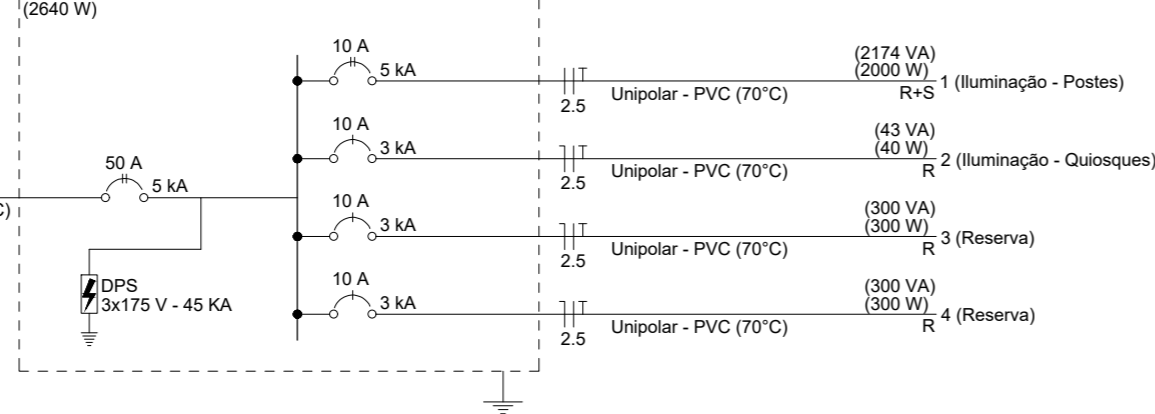 (2640 W)
10 A
5 kA
2.5
Unipolar - PVC (70°C)
(2174 VA)
(2000 W)
R+S
1 (Iluminação - Postes)
10 A
3 kA
2.5
Unipolar - PVC (70°C)
(43 VA)
(40 W)
R
2 (Iluminação - Quiosques)
50 A
5 kA
C)
10 A
3 kA
2.5
Unipolar - PVC (70°C)
(300 VA)
(300 W)
R
3 (Reserva)
DPS
3x175 V - 45 KA
10 A
3 kA
2.5
Unipolar - PVC (70°C)
(300 VA)
(300 W)
R
4 (Reserva)